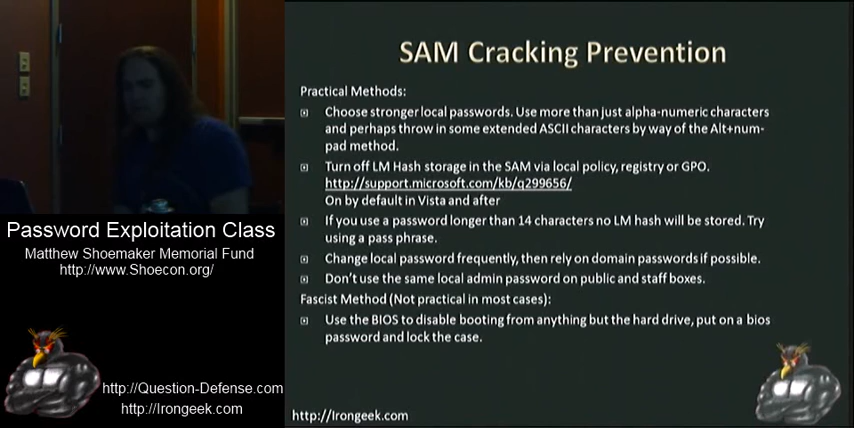 SAM Cracking Prevention
Practical Methods:
Choose stronger local passwords. Use more than just alpha-numeric characters
and perhaps throw in some extended ASCII characters by way of the Alt+num-
pad method.
Turn off LM Hash storage in the SAM via local policy, registry or GPO.
http://support.microsoft.com/kb/q299656/
On by default in Vista and after
If you use a password longer than 14 characters no LM hash will be stored. Try
using a pass phrase.
Change local password frequently, then rely on domain passwords if possible.
Don't use the same local admin password on public and staff boxes.
Fascist Method (Not practical in most cases):
Use the BIOS to disable booting from anything but the hard drive, put on a bios
password and lock the case.
http://Irongeek.com
Password Exploitation Class
Matthew Shoemaker Memorial Fund
http://www.Shoecon.org/
http://Question-Defense.com
http://Irongeek.com